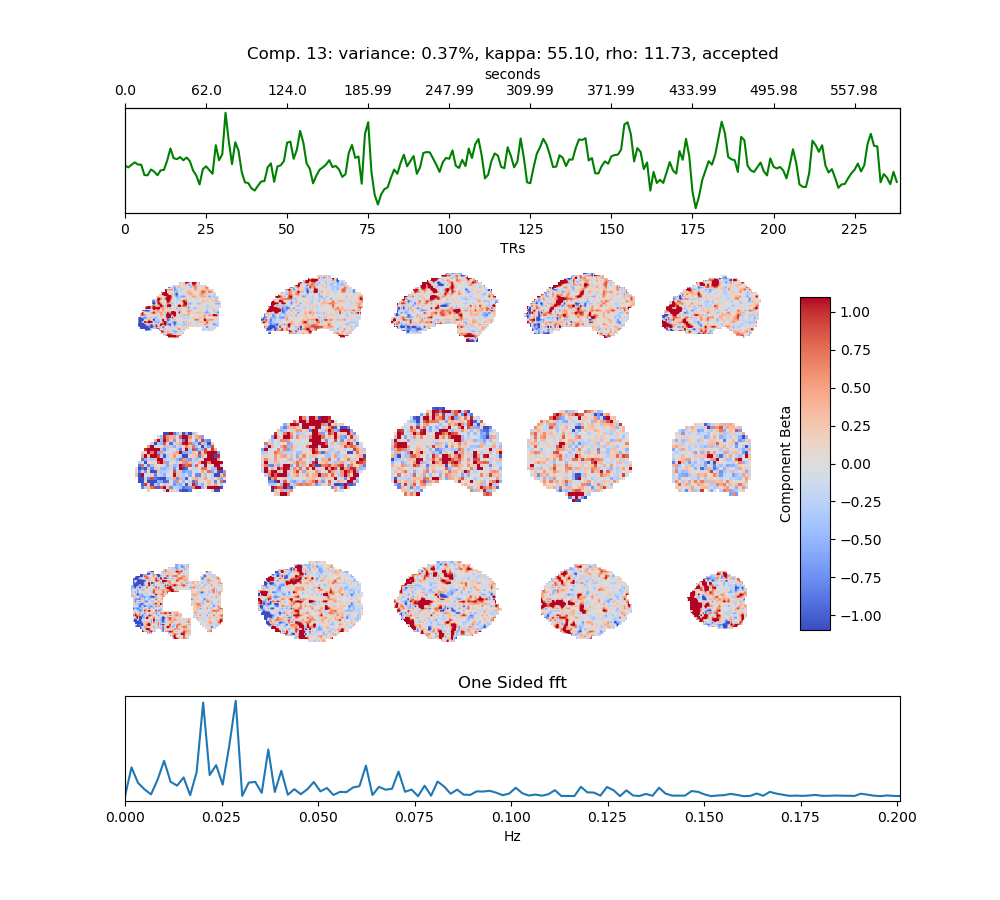 Comp. 13: variance: 0.37%, kappa: 55.10, rho: 11.73, accepted
seconds
0.0 62.0 124.0 185.99 247.99 309.99 371.99 433.99 495.98 557.98
0 25 50 75 100 125 150 175 200 225
TRs
1.00
0.75
0.50
0.25
0.00
−0.25
−0.50
−0.75
−1.00
Component Beta
One Sided fft
0.000 0.025 0.050 0.075 0.100 0.125 0.150 0.175 0.200
Hz